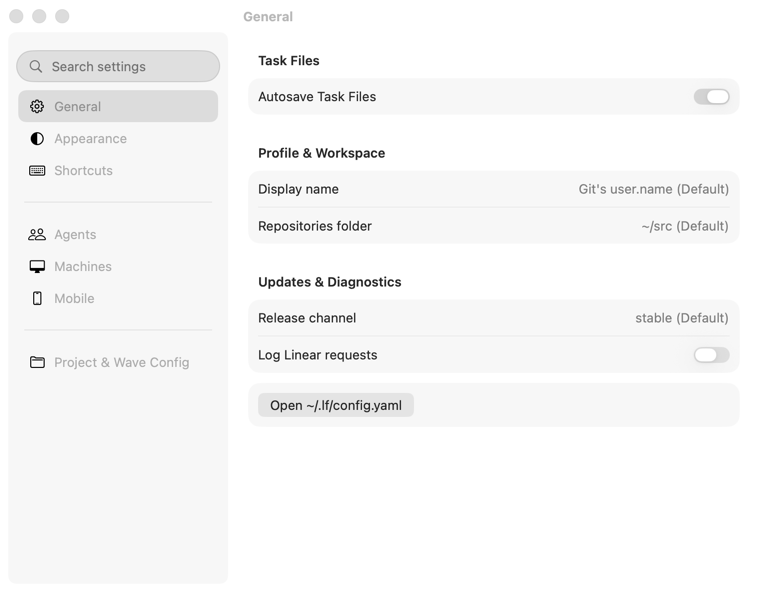 General
Search settings
General
Appearance
Shortcuts
Agents
Machines
Mobile
Project & Wave Config
Task Files
Autosave Task Files
Profile & Workspace
Display name Git's user.name (Default)
Repositories folder ~/src (Default)
Updates & Diagnostics
Release channel stable (Default)
Log Linear requests
Open ~/.lf/config.yaml